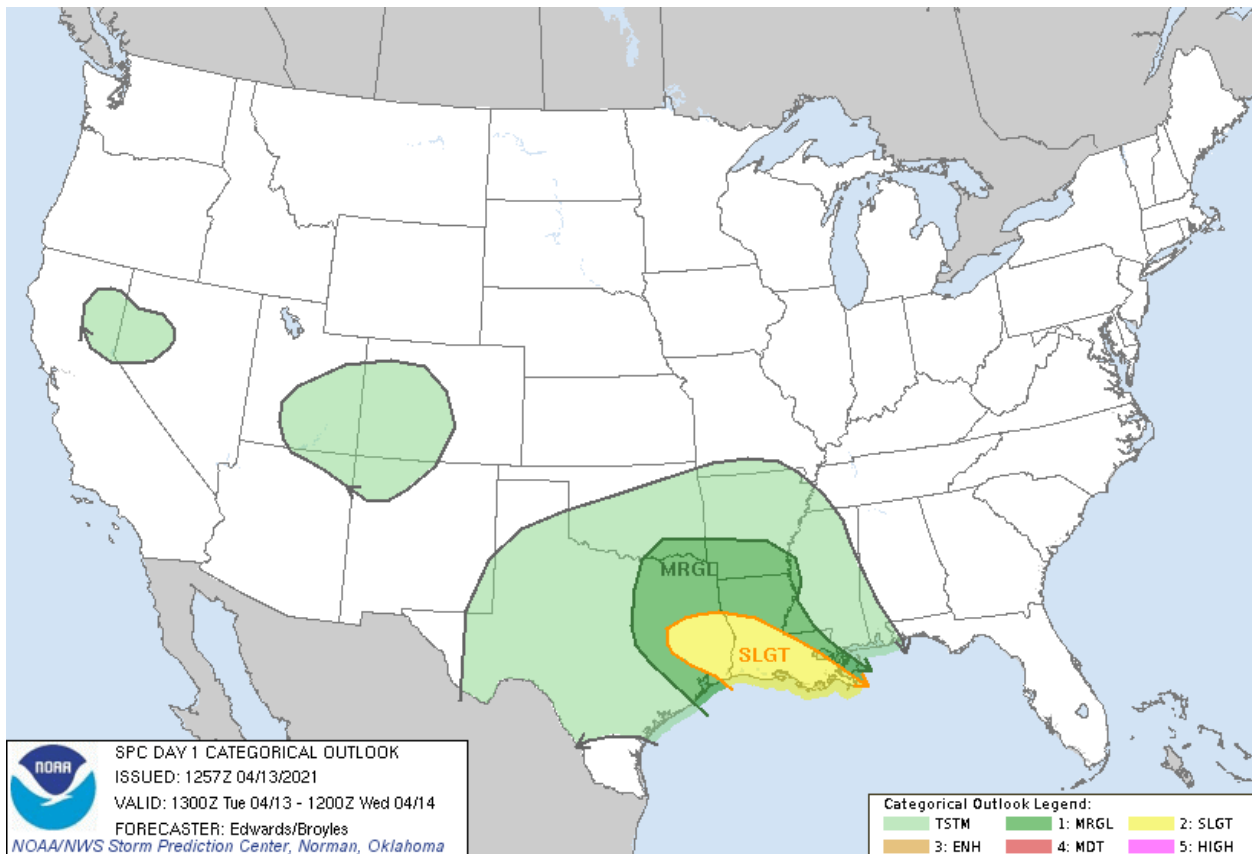 MRGL
SLGT
NOAA
SPC DAY 1 CATEGORICAL OUTLOOK
ISSUED: 1257Z 04/13/2021
VALID: 1300Z Tue 04/13 - 1200Z Wed 04/14
FORECASTER: Edwards/Broyles
NOAA/NWS Storm Prediction Center, Norman, Oklahoma
Categorical Outlook Legend:
TSTM 1: MRGL 2: SLGT
3: ENH 4: MDT 5: HIGH